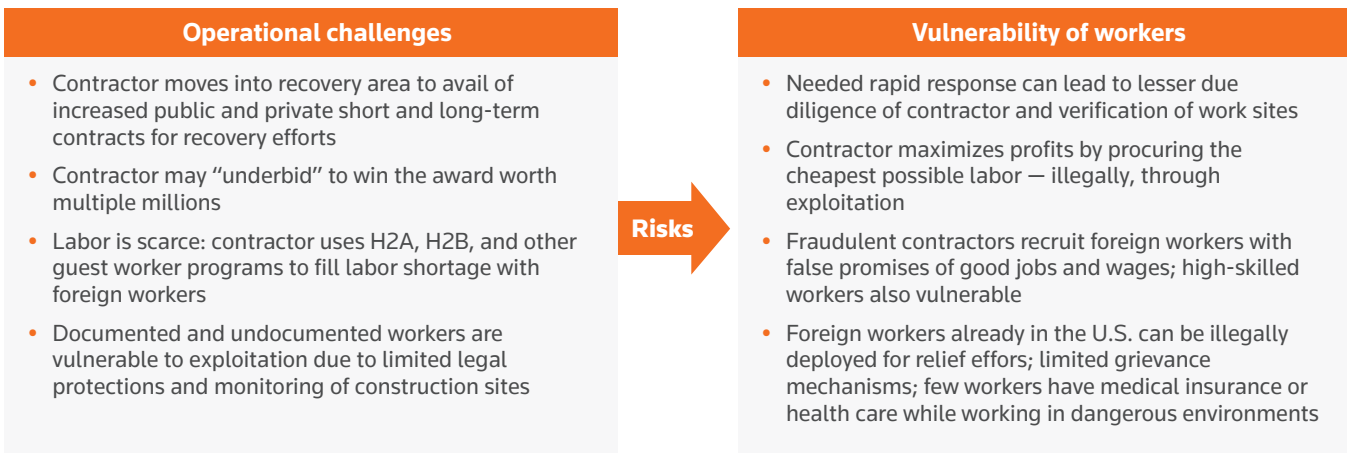 Operational challenges
• Contractor moves into recovery area to avail of
increased public and private short and long-term
contracts for recovery efforts
• Contractor may “underbid” to win the award worth
multiple millions
• Labor is scarce: contractor uses H2A, H2B, and other
guest worker programs to fill labor shortage with
foreign workers
• Documented and undocumented workers are
vulnerable to exploitation due to limited legal
protections and monitoring of construction sites
Risks
Vulnerability of workers
• Needed rapid response can lead to lesser due
diligence of contractor and verification of work sites
• Contractor maximizes profits by procuring the
cheapest possible labor — illegally, through
exploitation
• Fraudulent contractors recruit foreign workers with
false promises of good jobs and wages; high-skilled
workers also vulnerable
• Foreign workers already in the U.S. can be illegally
deployed for relief effors; limited grievance
mechanisms; few workers have medical insurance or
health care while working in dangerous environments